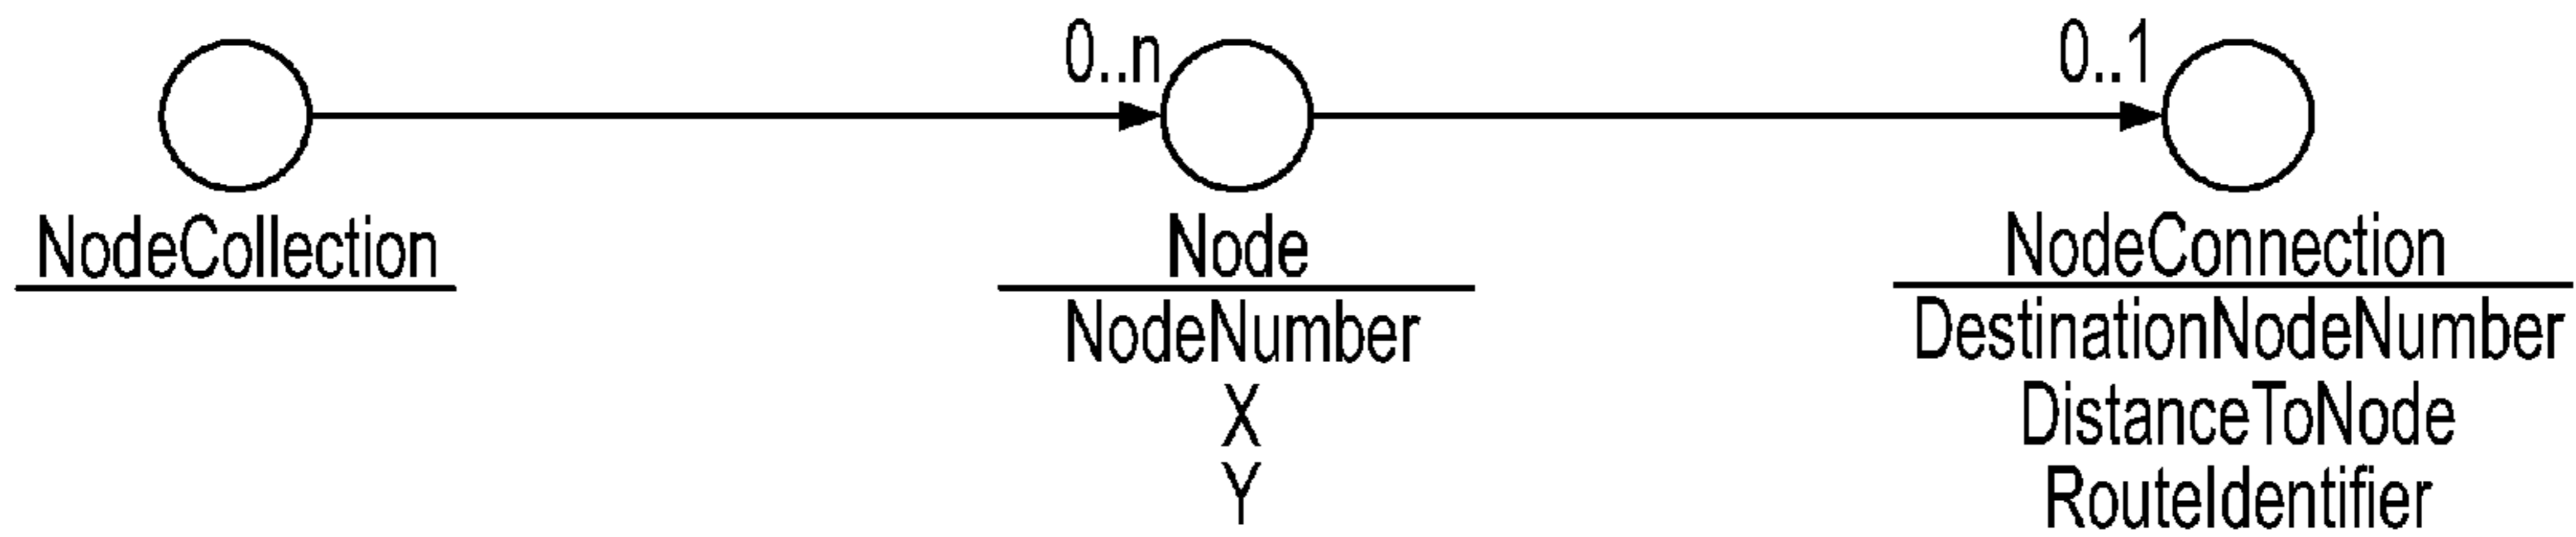 0..n
0..1
NodeCollection
Node
NodeConnection
NodeNumber
DestinationNodeNumber
X
DistanceToNode
Y
RouteIdentifier